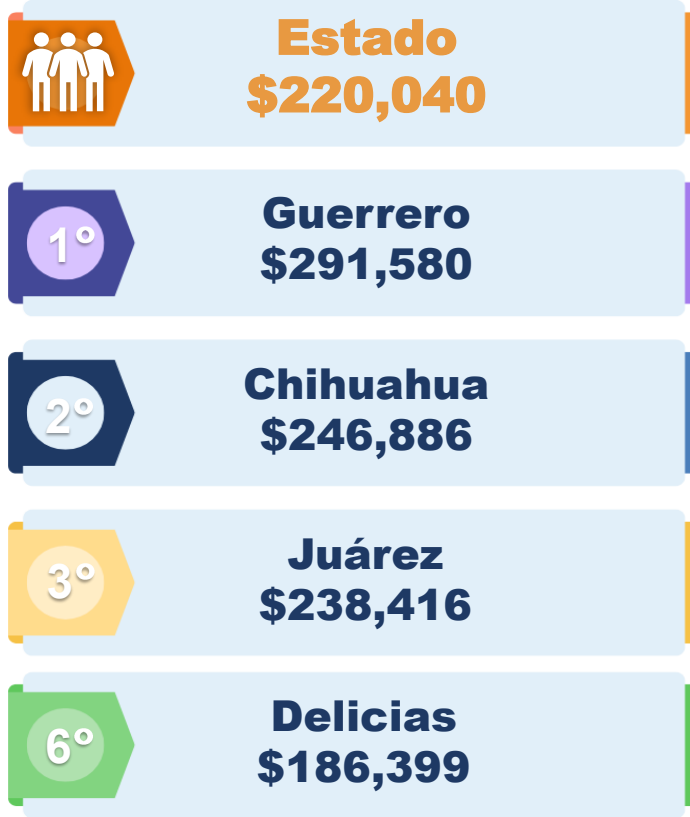 Estado
$220,040
1°
Guerrero
$291,580
2°
Chihuahua
$246,886
3°
Juárez
$238,416
6°
Delicias
$186,399